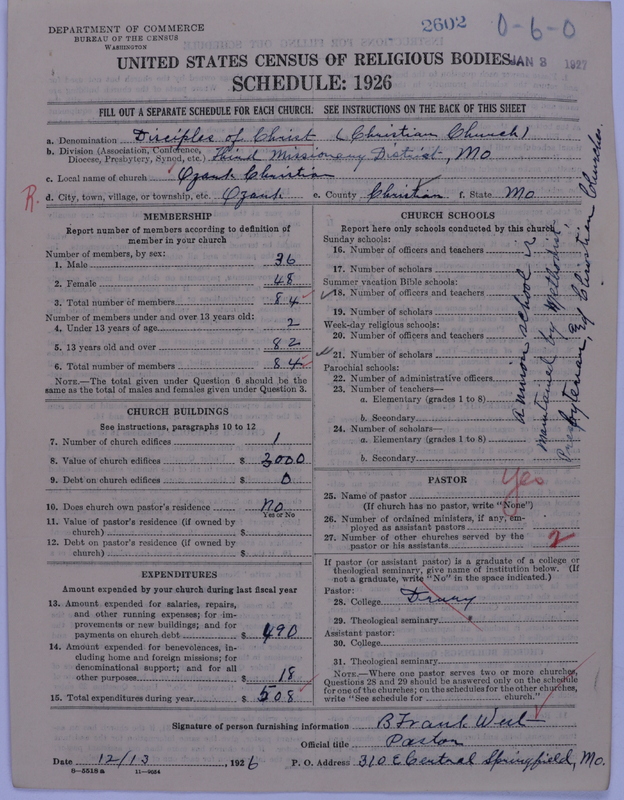 DEPARTMENT OF COMMERCE
BUREAU OF THE CENSUS
WASHINGTON
2602
0-6-0
JAN 3 1927
UNITED STATES CENSUS OF RELIGIOUS BODIES
SCHEDULE: 1926
FILL OUT A SEPARATE SCHEDULE FOR EACH CHURCH. SEE INSTRUCTIONS ON THE BACK OF THIS SHEET
a. Denomination Disciples of Christ (Christian Church)
b. Division (Association, Conference, Diocese, Presbytery, Synod, etc.) Third Missionary District, Mo
c. Local name of church Ozark Christian
R. d. City, town, village, or township, etc. Ozark e. County Christian f. State Mo
MEMBERSHIP
Report number of members according to definition of
member in your church
Number of members, by sex:
1. Male 36
2. Female 48
3. Total number of members 84
Number of members under and over 13 years old:
4. Under 13 years of age 2
5. 13 years old and over 82
6. Total number of members 84
NOTE.—The total given under Question 6 should be the
same as the total of males and females given under Question 3.
CHURCH BUILDINGS
See instructions, paragraphs 10 to 12
7. Number of church edifices 1
8. Value of church edifices $ 3000
9. Debt on church edifices $ 0
10. Does church own pastor's residence no
Yes or No
11. Value of pastor's residence (if owned by
church) $
12. Debt on pastor's residence (if owned by
church) $
EXPENDITURES
Amount expended by your church during last fiscal year
13. Amount expended for salaries, repairs,
and other running expenses; for im-
provements or new buildings; and for
payments on church debt $ 490
14. Amount expended for benevolences, in-
cluding home and foreign missions; for
denominational support; and for all
other purposes $ 18
15. Total expenditures during year $ 508
CHURCH SCHOOLS
Report here only schools conducted by this church
Sunday schools:
16. Number of officers and teachers
17. Number of scholars
Summer vacation Bible schools:
18. Number of officers and teachers
19. Number of scholars
Week-day religious schools:
20. Number of officers and teachers
21. Number of scholars
Parochial schools:
22. Number of administrative officers
23. Number of teachers—
a. Elementary (grades 1 to 8)
b. Secondary
24. Number of scholars—
a. Elementary (grades 1 to 8)
b. Secondary
a union school is
maintained by Methodist
Presbyterian, & Christian Churches.
PASTOR
Yes
25. Name of pastor
(If church has no pastor, write "None")
26. Number of ordained ministers, if any, em-
ployed as assistant pastors
27. Number of other churches served by the
pastor or his assistants 2
If pastor (or assistant pastor) is a graduate of a college or
theological seminary, give name of institution below. (If
not a graduate, write "No" in the space indicated.)
Pastor:
28. College Drury
29. Theological seminary
Assistant pastor:
30. College
31. Theological seminary
NOTE.—Where one pastor serves two or more churches,
Questions 28 and 29 should be answered only on the schedule
for one of the churches; on the schedules for the other churches,
write "See schedule for church."
Signature of person furnishing information B Frank West
Official title Pastor
Date 12/13, 1926 P. O. Address 310 E Central Springfield, Mo.
8-5518a 11-9684